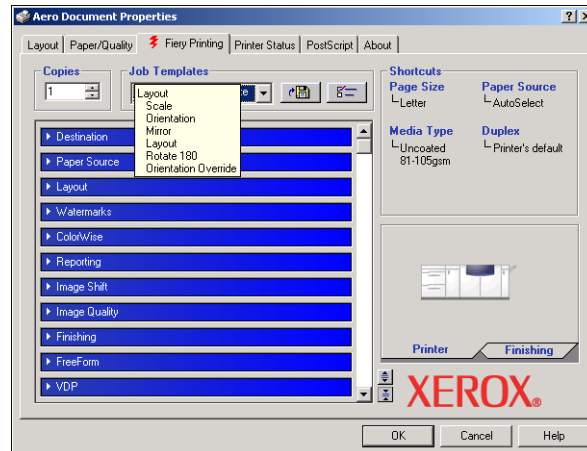 Aero Document Properties
Layout
Paper/Quality
Fiery Printing
Printer Status
PostScript
About
Copies
Job Templates
1
Layout
Scale
Orientation
Mirror
Layout
Rotate 180
Orientation Override
Destination
Paper Source
Layout
Watermarks
ColorWise
Reporting
Image Shift
Image Quality
Finishing
FreeForm
VDP
Shortcuts
Page Size
Paper Source
Letter
AutoSelect
Media Type
Duplex
Uncoated
81-105gsm
Printer's default
Printer
Finishing
XEROX®
OK
Cancel
Help